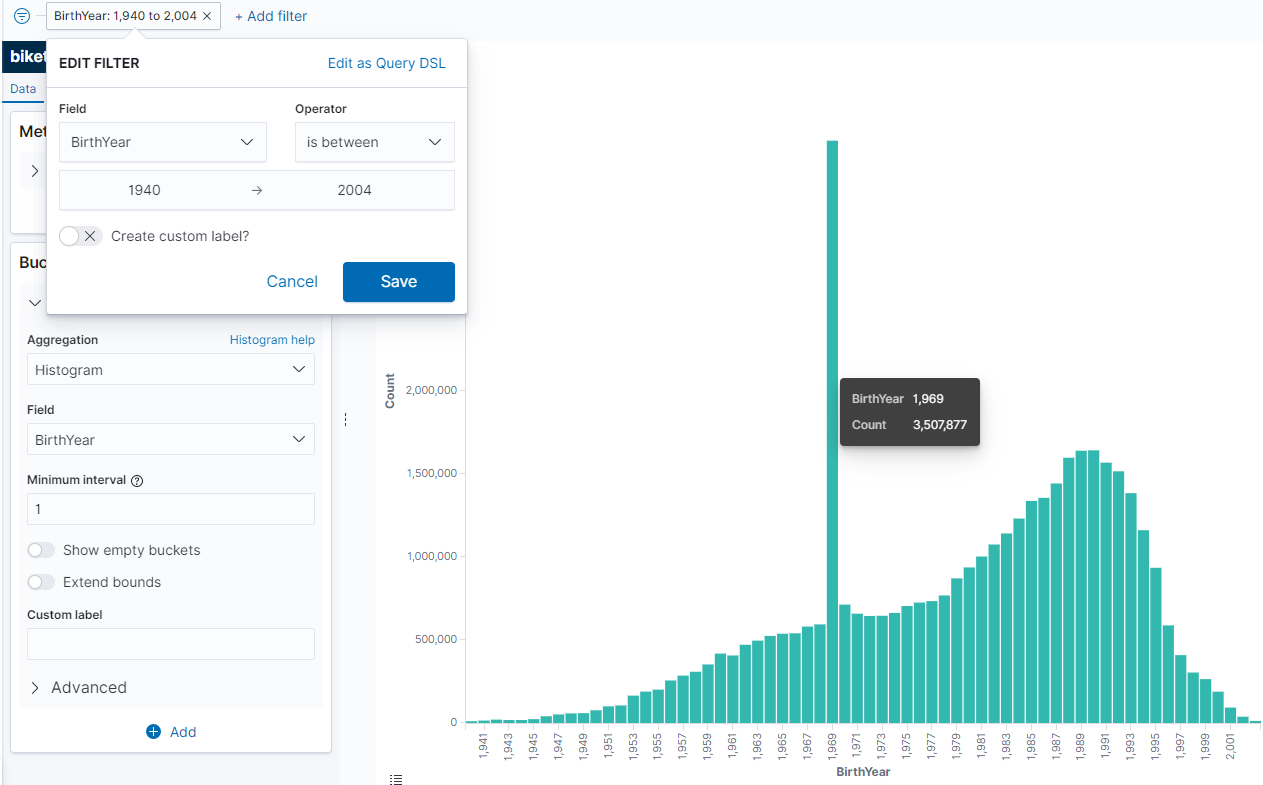 BirthYear: 1,940 to 2,004 ×
+ Add filter
biket
EDIT FILTER
Edit as Query DSL
Data
Field
Operator
Met
BirthYear
is between
1940 → 2004
Create custom label?
Buc
Cancel
Save
Aggregation
Histogram help
Histogram
Field
BirthYear
Minimum interval
1
Show empty buckets
Extend bounds
Custom label
Advanced
Add
Count
2,000,000
1,500,000
1,000,000
500,000
0
BirthYear 1,969
Count 3,507,877
1,941
1,943
1,945
1,947
1,949
1,951
1,953
1,955
1,957
1,959
1,961
1,963
1,965
1,967
1,969
1,971
1,973
1,975
1,977
1,979
1,981
1,983
1,985
1,987
1,989
1,991
1,993
1,995
1,997
1,999
2,001
BirthYear